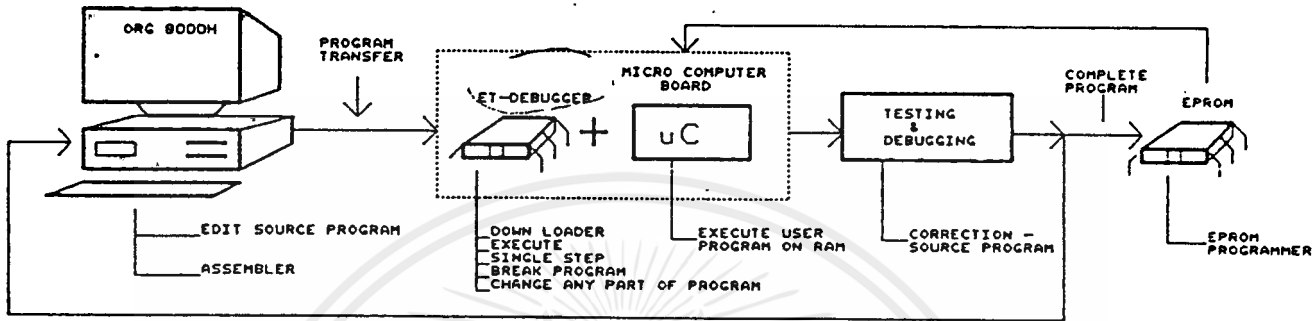 ORG 8000H
PROGRAM
TRANSFER
ET-DEBUGGER
+
MICRO COMPUTER
BOARD
uC
TESTING
&
DEBUGGING
COMPLETE
PROGRAM
EPROM
EDIT SOURCE PROGRAM
ASSEMBLER
DOWN LOADER
EXECUTE
SINGLE STEP
BREAK PROGRAM
CHANGE ANY PART OF PROGRAM
EXECUTE USER
PROGRAM ON RAM
CORRECTION -
SOURCE PROGRAM
EPROM
PROGRAMMER